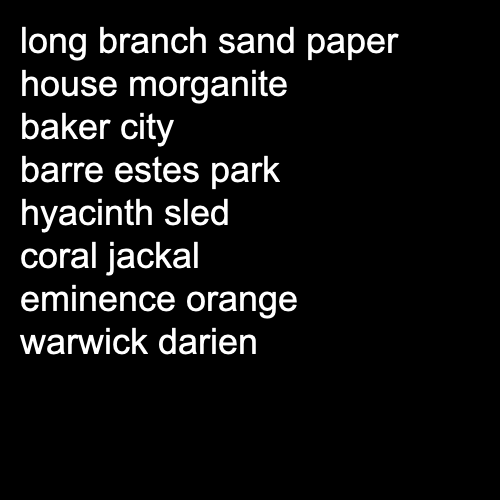 long branch sand paper
house morganite
baker city
barre estes park
hyacinth sled
coral jackal
eminence orange
warwick darien